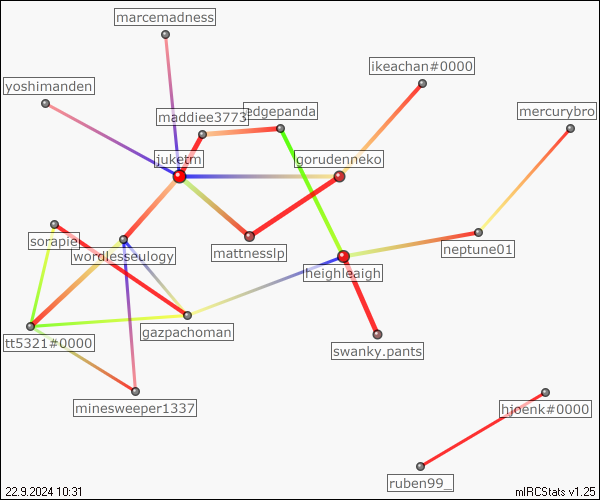 marcemadness
ikeachan#0000
yoshimanden
mercurybro
maddiee3773
edgepanda
juketm
gorudenneko
sorapie
wordlesseulogy
mattnesslp
neptune01
heighleaigh
gazpachoman
tt5321#0000
swanky.pants
minesweeper1337
hjoenk#0000
ruben99_
22.9.2024 10:31
mIRCStats v1.25